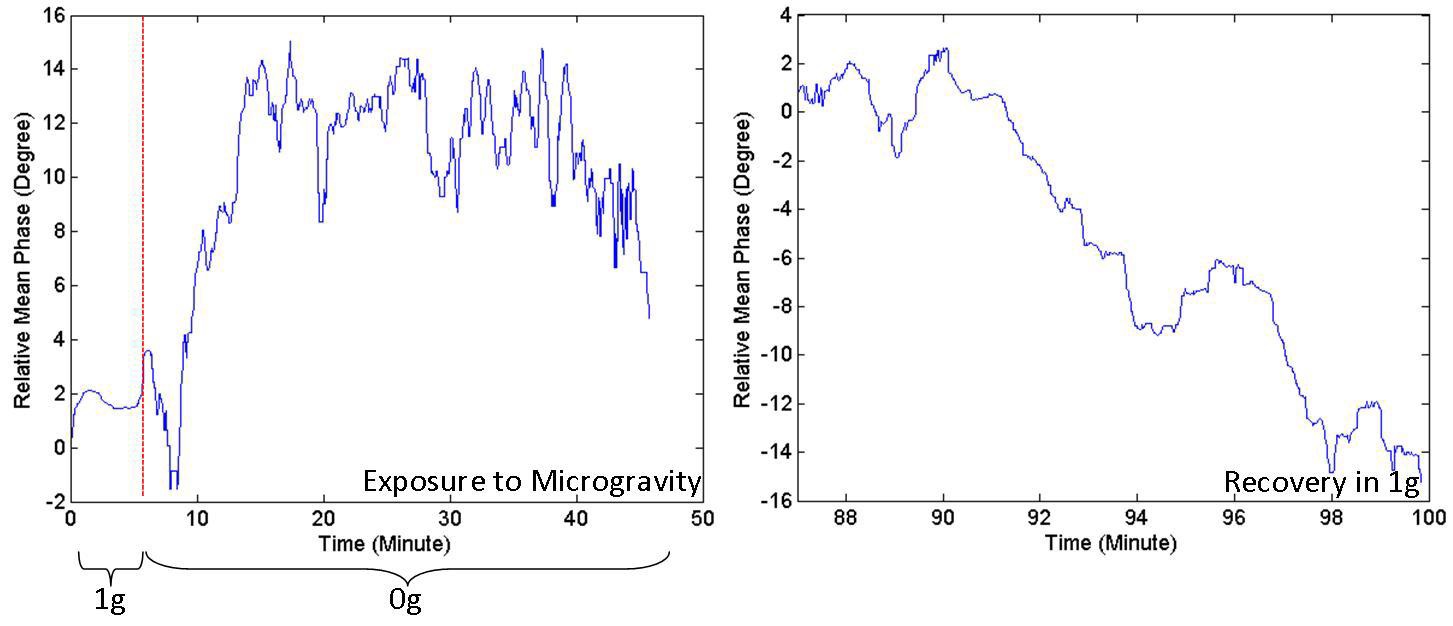 16
14
12
10
8
6
4
2
0
-2
Relative Mean Phase (Degree)
Exposure to Microgravity
0 10 20 30 40 50
Time (Minute)
1g
0g
4
2
0
-2
-4
-6
-8
-10
-12
-14
-16
Relative Mean Phase (Degree)
Recovery in 1g
88 90 92 94 96 98 100
Time (Minute)